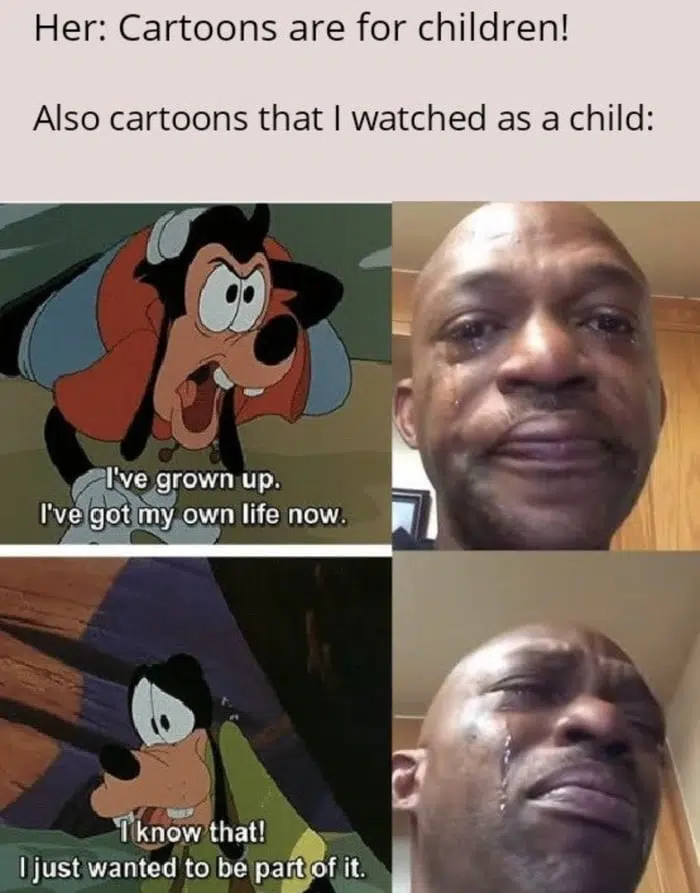 Her: Cartoons are for children!
Also cartoons that I watched as a child:
I've grown up.
I've got my own life now.
I know that!
I just wanted to be part of it.